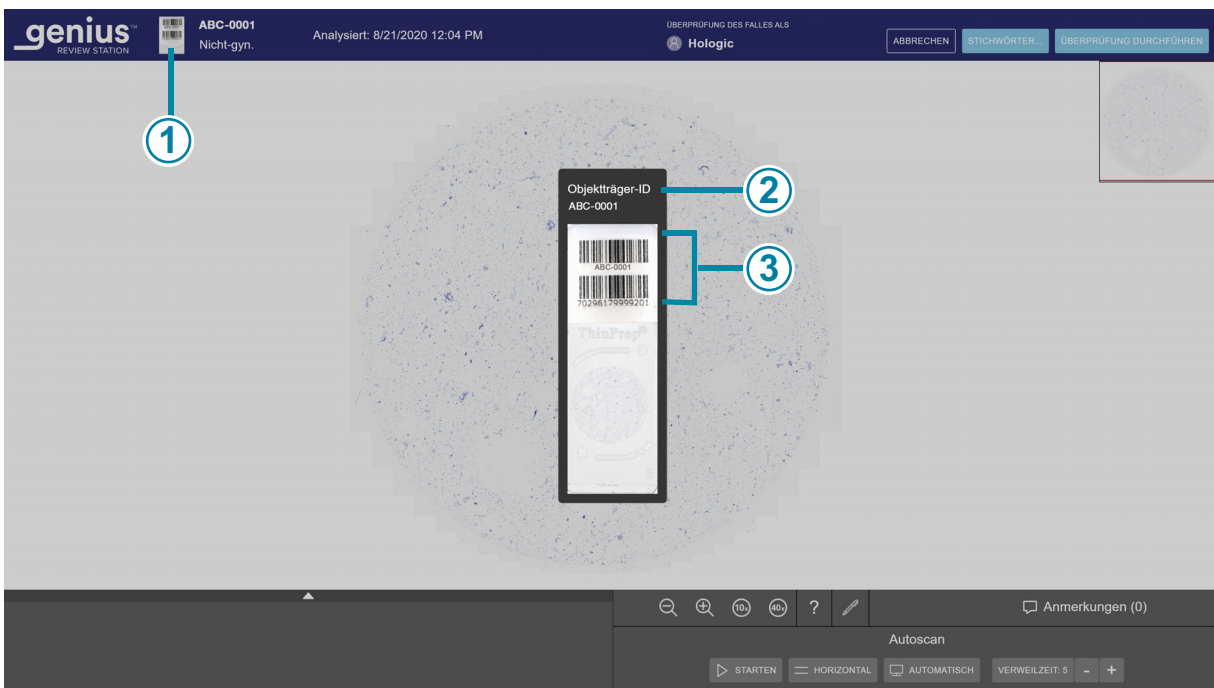 genius™
REVIEW STATION
ABC-0001
Nicht-gyn.
Analysiert: 8/21/2020 12:04 PM
ÜBERPRÜFUNG DES FALLES ALS
Hologic
ABBRECHEN
STICHWÖRTER...
ÜBERPRÜFUNG DURCHFÜHREN
1
Objektträger-ID
ABC-0001
2
ABC-0001
3
70296179999201
ThinPrep®
10x
40x
?
Anmerkungen (0)
Autoscan
STARTEN
HORIZONTAL
AUTOMATISCH
VERWEILZEIT: 5
- +